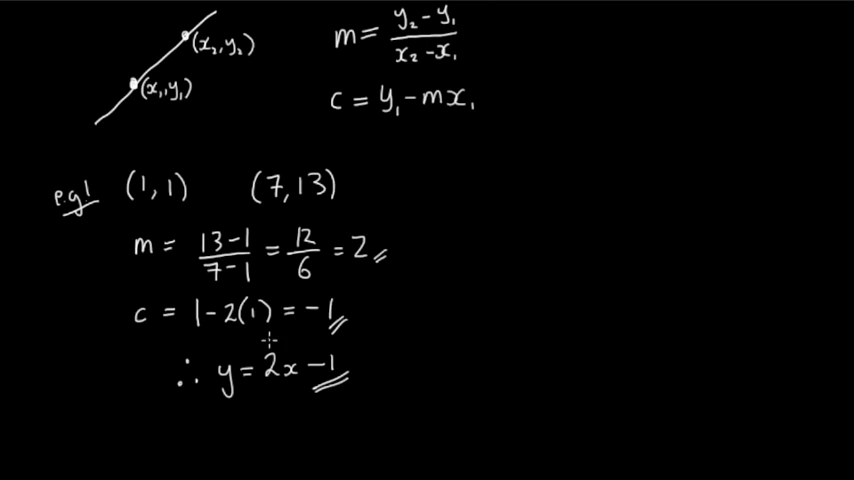 (x₂,y₂)
(x₁,y₁)
m = (y₂ - y₁)/(x₂ - x₁)
c = y₁ - mx₁
e.g! (1,1) (7,13)
m = (13-1)/(7-1) = 12/6 = 2
c = 1-2(1) = -1
∴ y = 2x -1